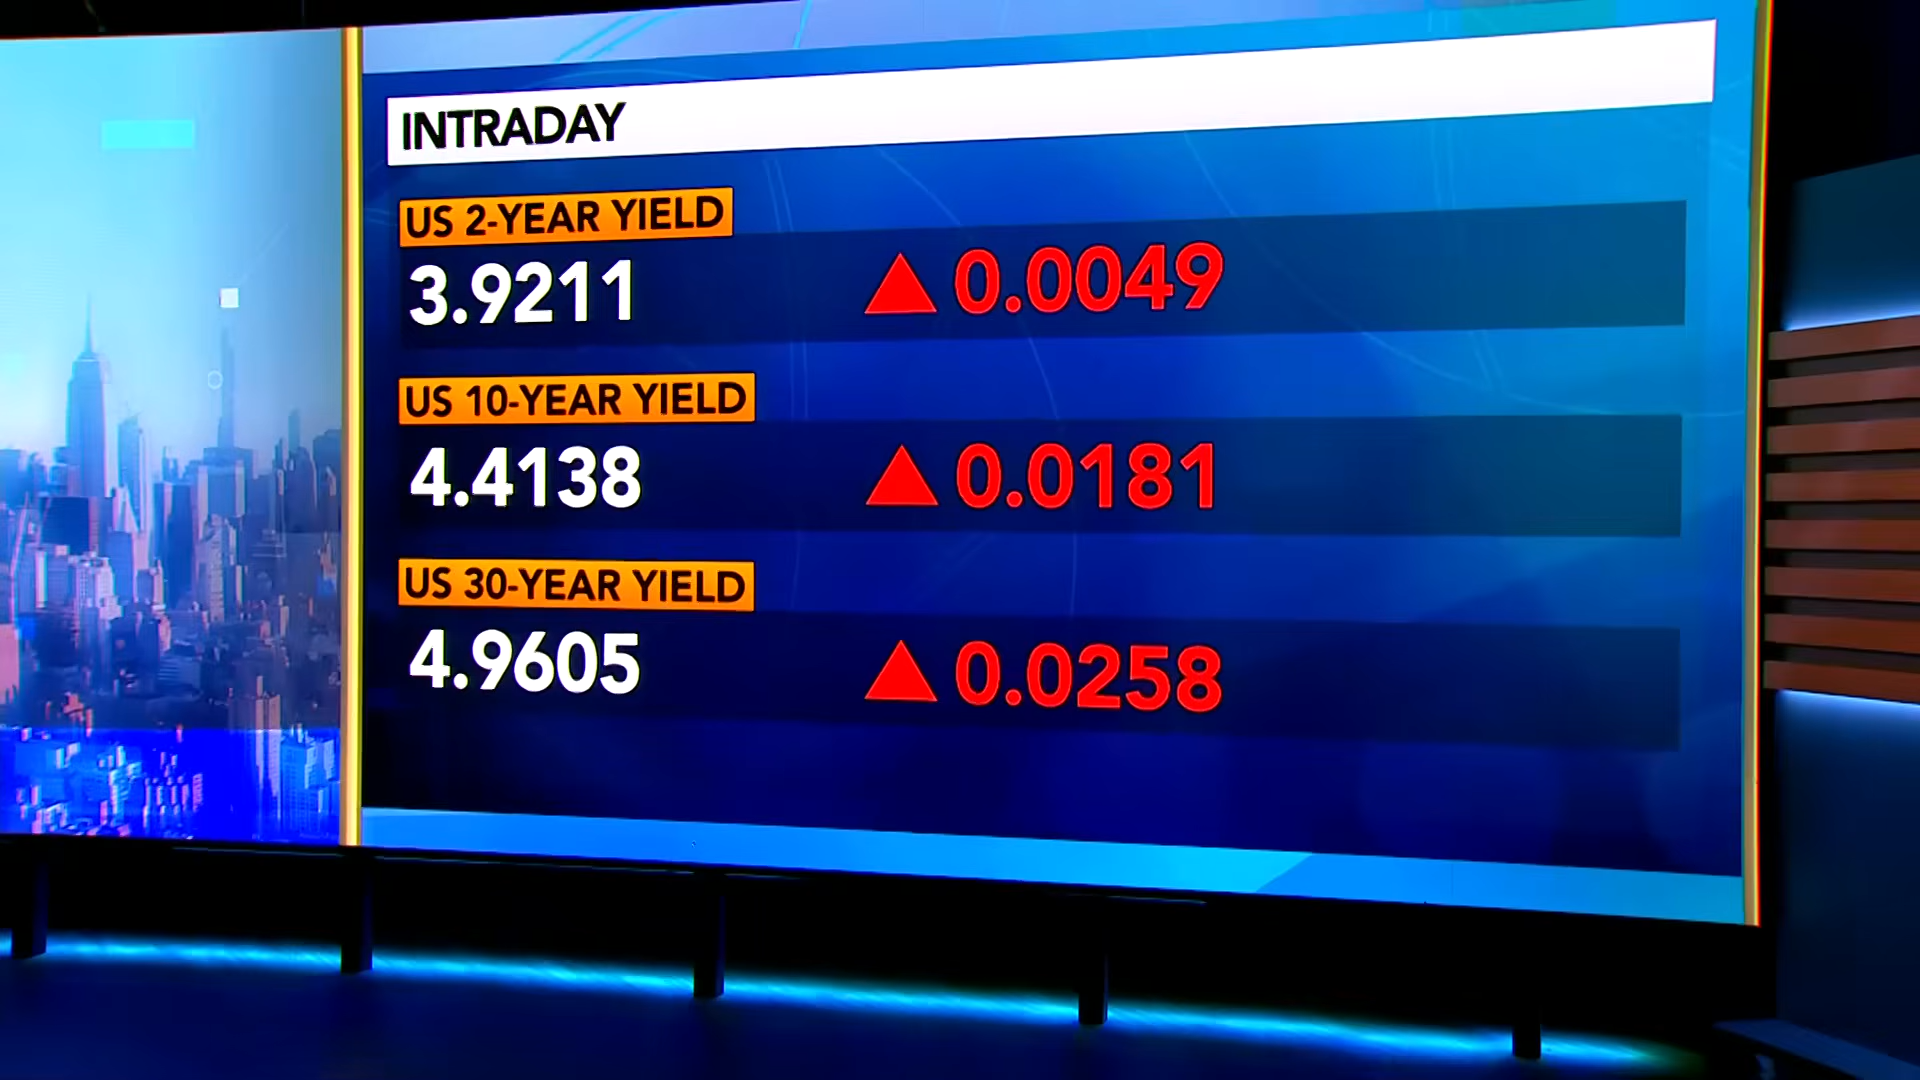 INTRADAY
US 2-YEAR YIELD
3.9211 ▲ 0.0049
US 10-YEAR YIELD
4.4138 ▲ 0.0181
US 30-YEAR YIELD
4.9605 ▲ 0.0258